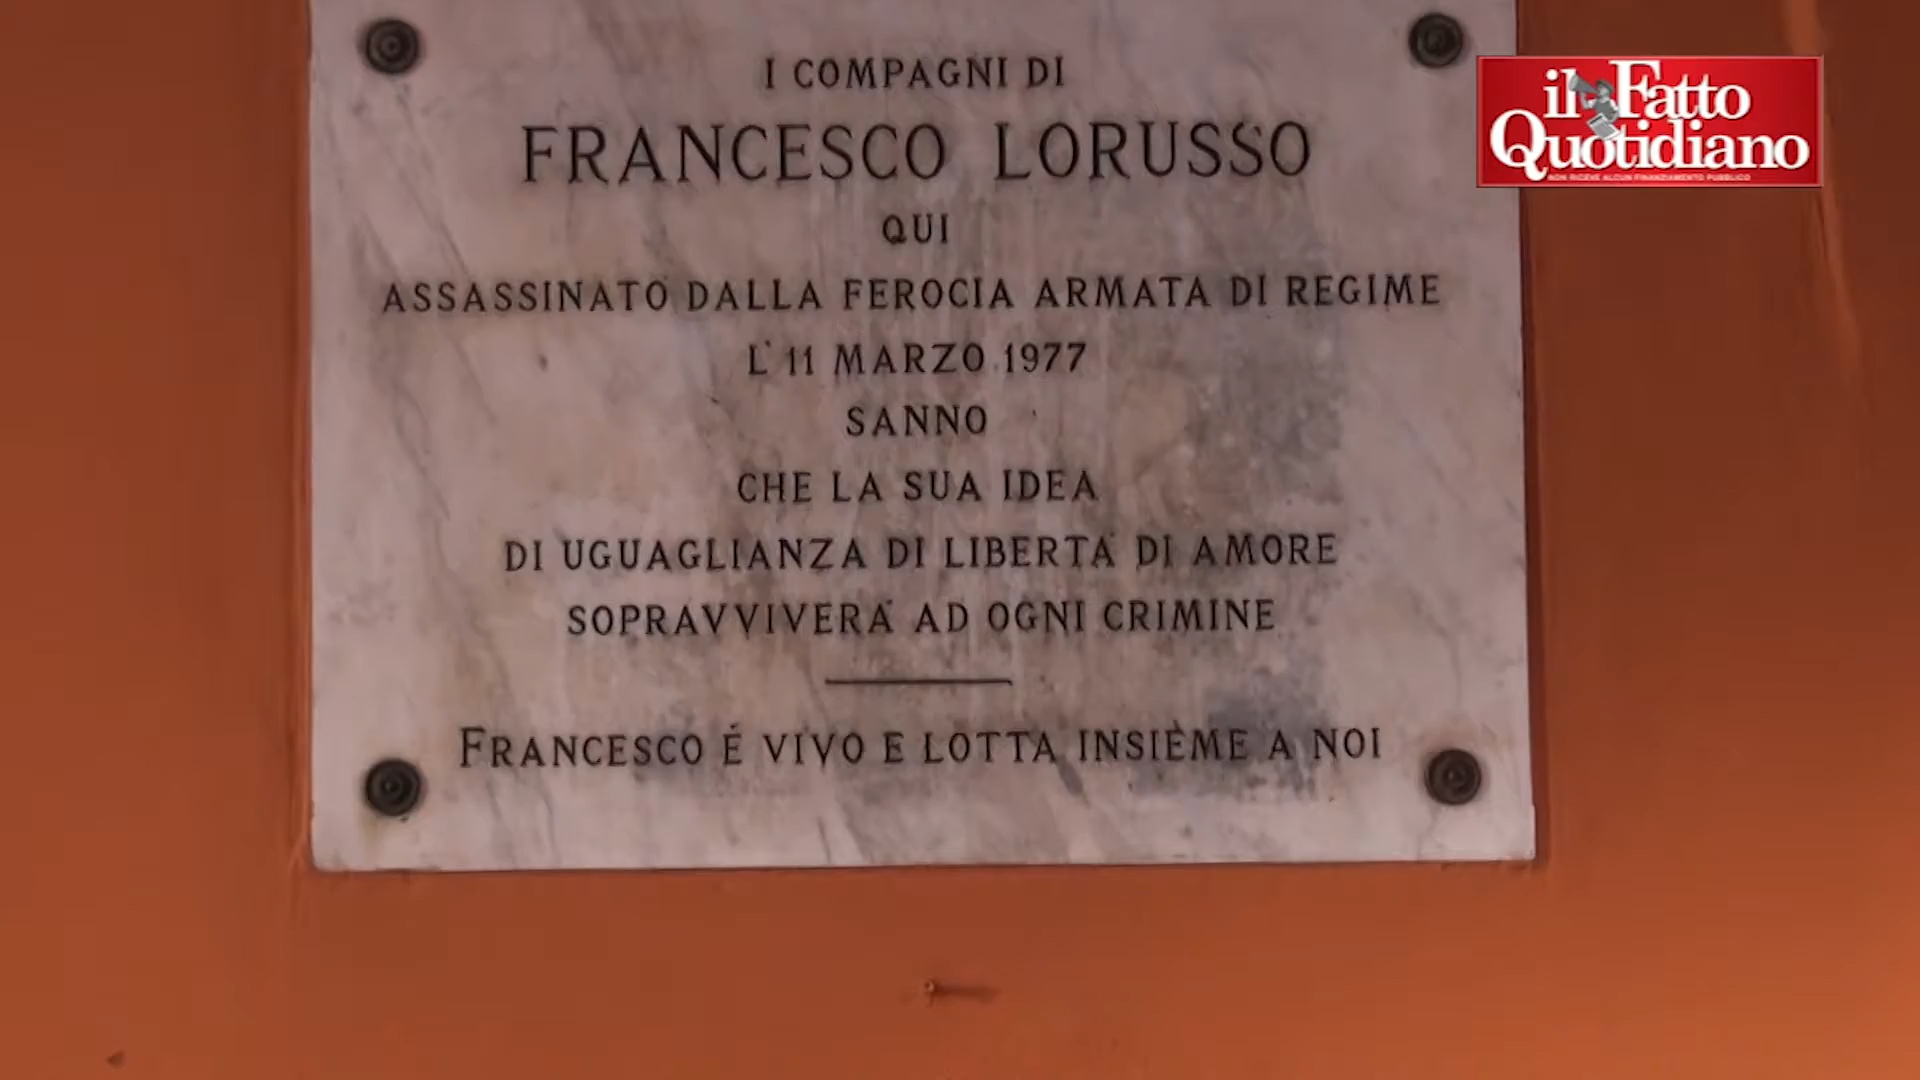 I COMPAGNI DI
FRANCESCO LORUSSO
QUI
ASSASSINATO DALLA FEROCIA ARMATA DI REGIME
L'11 MARZO 1977
SANNO
CHE LA SUA IDEA
DI UGUAGLIANZA DI LIBERTA' DI AMORE
SOPRAVVIVERA' AD OGNI CRIMINE
FRANCESCO É VIVO E LOTTA INSIEME A NOI
il Fatto
Quotidiano
NON RICEVE ALCUN FINANZIAMENTO PUBBLICO